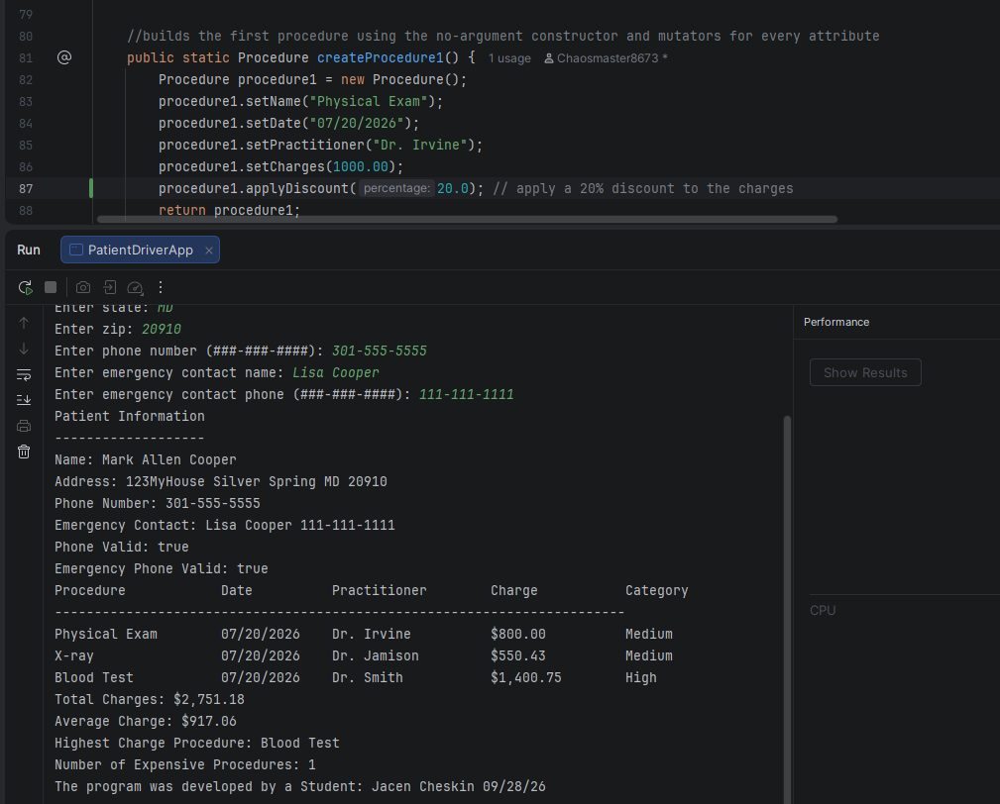 79
80 //builds the first procedure using the no-argument constructor and mutators for every attribute
81 @ public static Procedure createProcedure1() { 1 usage Chaosmaster8673 *
82 Procedure procedure1 = new Procedure();
83 procedure1.setName("Physical Exam");
84 procedure1.setDate("07/20/2026");
85 procedure1.setPractitioner("Dr. Irvine");
86 procedure1.setCharges(1000.00);
87 procedure1.applyDiscount( percentage: 20.0); // apply a 20% discount to the charges
88 return procedure1;
Run PatientDriverApp ×
Enter state: MD
Enter zip: 20910
Enter phone number (###-###-####): 301-555-5555
Enter emergency contact name: Lisa Cooper
Enter emergency contact phone (###-###-####): 111-111-1111
Patient Information
-------------------
Name: Mark Allen Cooper
Address: 123MyHouse Silver Spring MD 20910
Phone Number: 301-555-5555
Emergency Contact: Lisa Cooper 111-111-1111
Phone Valid: true
Emergency Phone Valid: true
Procedure Date Practitioner Charge Category
------------------------------------------------------------------------
Physical Exam 07/20/2026 Dr. Irvine $800.00 Medium
X-ray 07/20/2026 Dr. Jamison $550.43 Medium
Blood Test 07/20/2026 Dr. Smith $1,400.75 High
Total Charges: $2,751.18
Average Charge: $917.06
Highest Charge Procedure: Blood Test
Number of Expensive Procedures: 1
The program was developed by a Student: Jacen Cheskin 09/28/26
Performance
Show Results
CPU